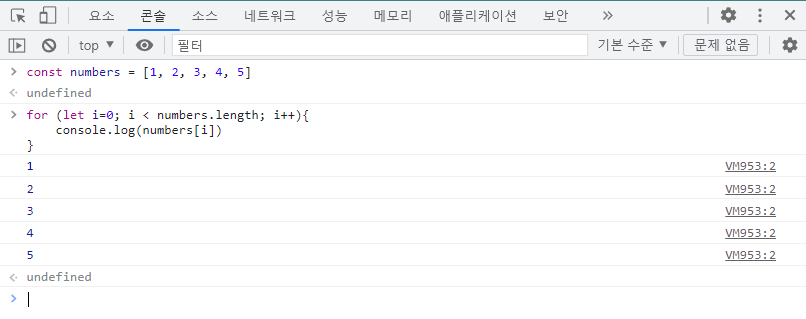 요소 콘솔 소스 네트워크 성능 메모리 애플리케이션 보안 »
top ▼ 필터 기본 수준 ▼ 문제 없음
> const numbers = [1, 2, 3, 4, 5]
<· undefined
> for (let i=0; i < numbers.length; i++){
    console.log(numbers[i])
}
1 VM953:2
2 VM953:2
3 VM953:2
4 VM953:2
5 VM953:2
<· undefined
>